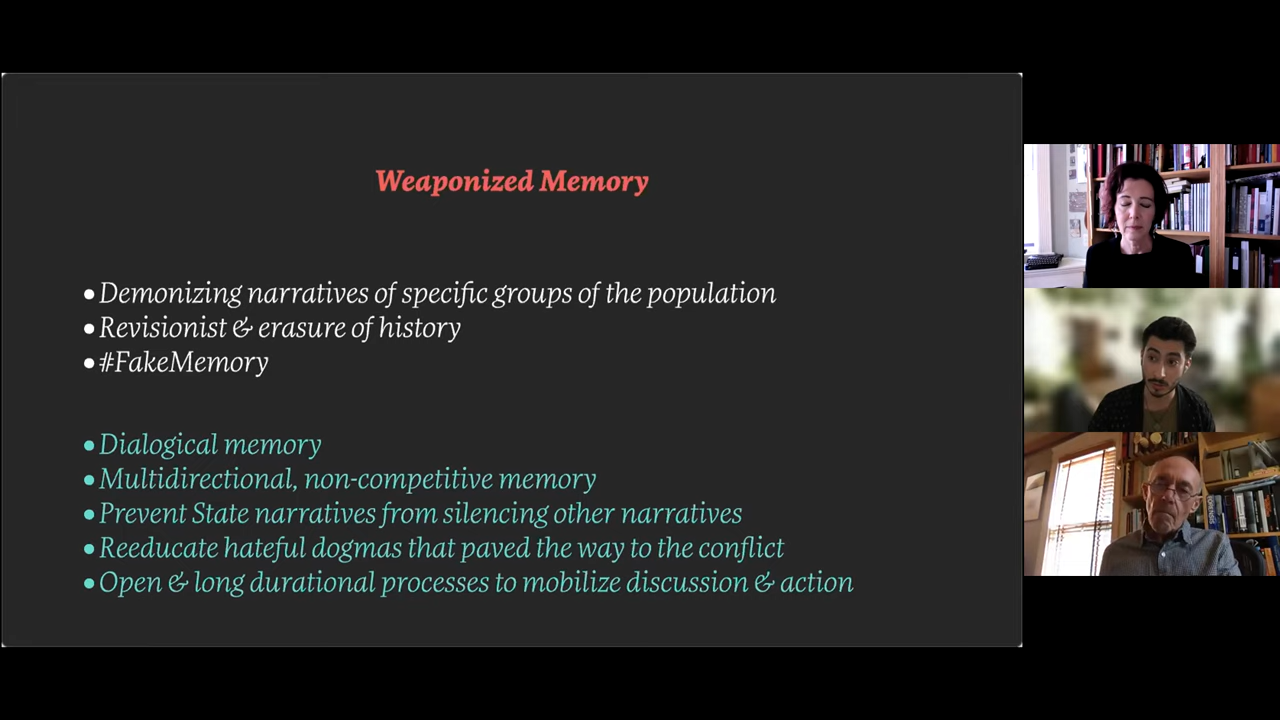 Weaponized Memory
• Demonizing narratives of specific groups of the population
• Revisionist & erasure of history
• #FakeMemory
• Dialogical memory
• Multidirectional, non-competitive memory
• Prevent State narratives from silencing other narratives
• Reeducate hateful dogmas that paved the way to the conflict
• Open & long durational processes to mobilize discussion & action